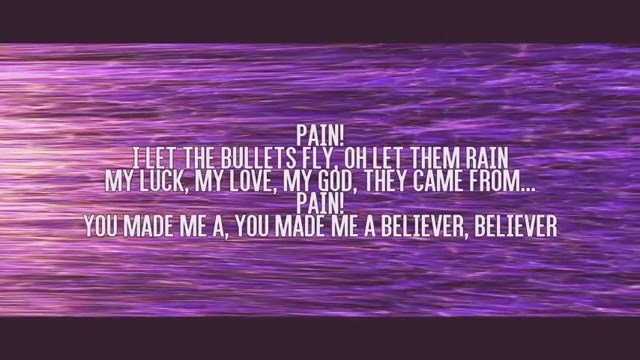 PAIN!
I LET THE BULLETS FLY, OH LET THEM RAIN
MY LUCK, MY LOVE, MY GOD, THEY CAME FROM...
PAIN!
YOU MADE ME A, YOU MADE ME A BELIEVER, BELIEVER